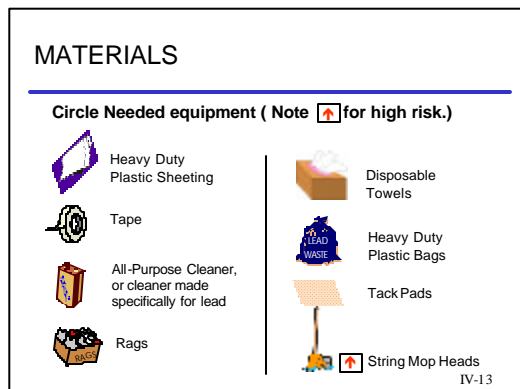 MATERIALS
Circle Needed equipment ( Note ↑ for high risk.)
Heavy Duty
Plastic Sheeting
Tape
All-Purpose Cleaner,
or cleaner made
specifically for lead
RAGS
Rags
Disposable
Towels
LEAD
WASTE
Heavy Duty
Plastic Bags
Tack Pads
↑ String Mop Heads
IV-13